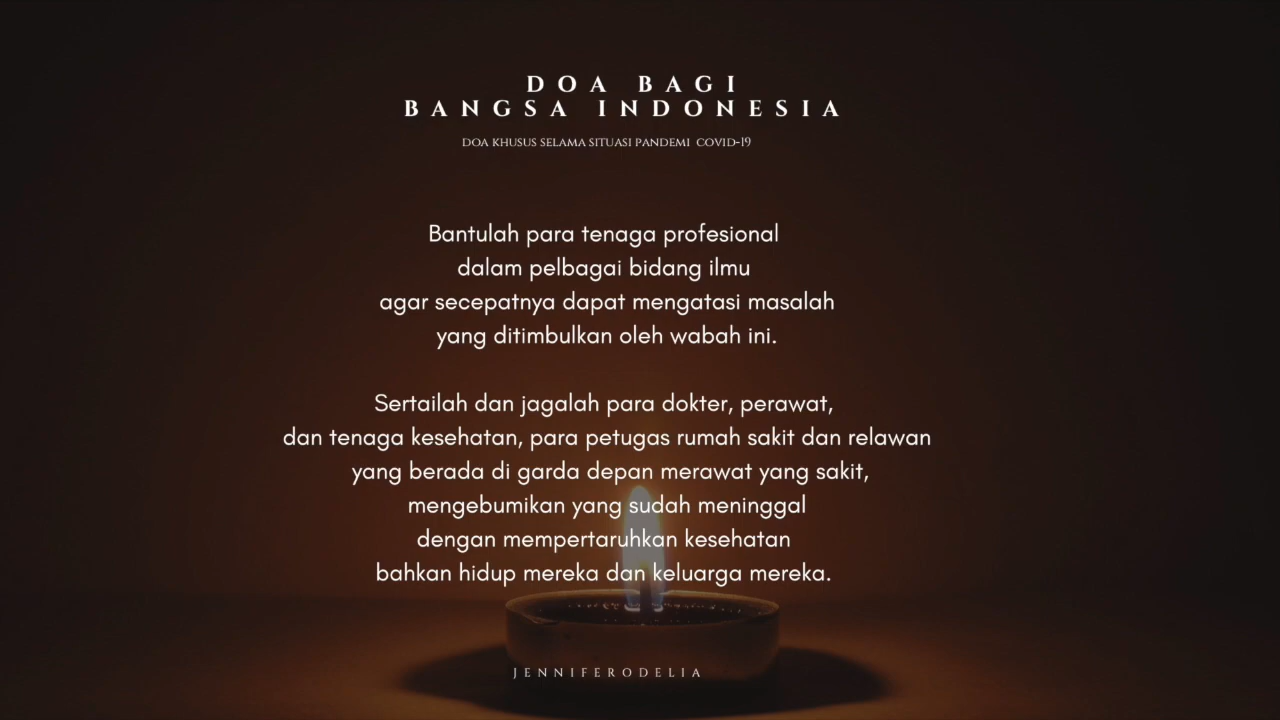 DOA BAGI
BANGSA INDONESIA
DOA KHUSUS SELAMA SITUASI PANDEMI COVID-19
Bantulah para tenaga profesional
dalam pelbagai bidang ilmu
agar secepatnya dapat mengatasi masalah
yang ditimbulkan oleh wabah ini.
Sertailah dan jagalah para dokter, perawat,
dan tenaga kesehatan, para petugas rumah sakit dan relawan
yang berada di garda depan merawat yang sakit,
mengebumikan yang sudah meninggal
dengan mempertaruhkan kesehatan
bahkan hidup mereka dan keluarga mereka.
JENNIFERODELIA